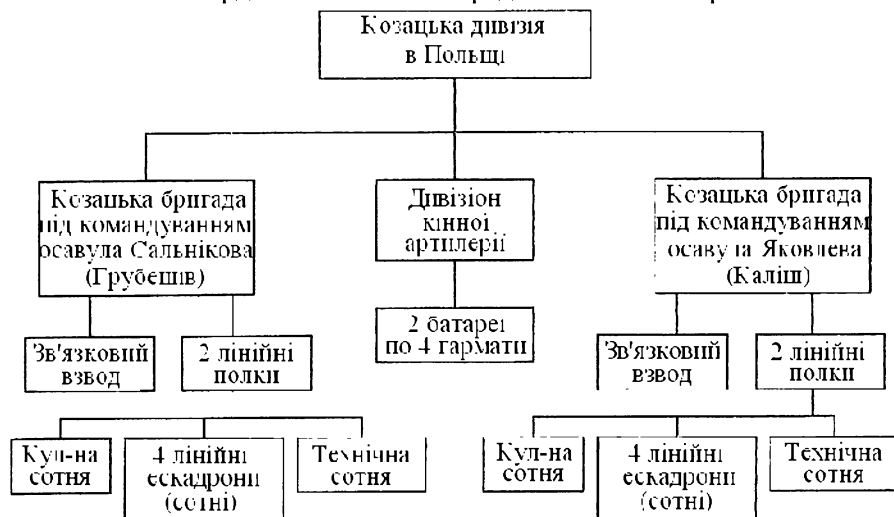 Козацька дивізія
в Польщі
Козацька бригада
під командуванням
осавула Сальнікова
(Грубешів)
Дивізіон
кінної
артилерії
Козацька бригада
під командуванням
осавула Яковлева
(Каліш)
Зв'язковий
взвод
2 лінійні
полки
2 батареї
по 4 гармати
Зв'язковий
взвод
2 лінійні
полки
Кул-на
сотня
4 лінійні
ескадрони
(сотні)
Технічна
сотня
Кул-на
сотня
4 лінійні
ескадрони
(сотні)
Технічна
сотня